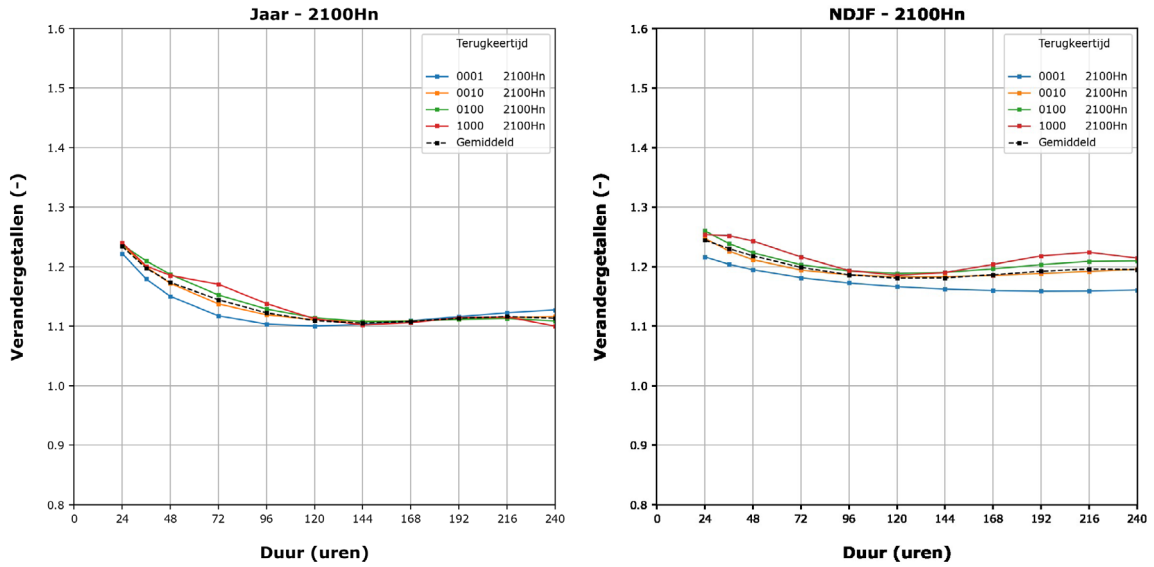 Jaar - 2100Hn
1.6
1.5
1.4
1.3
1.2
1.1
1.0
0.9
0.8
Verandergetallen (-)
Terugkeertijd
0001 2100Hn
0010 2100Hn
0100 2100Hn
1000 2100Hn
Gemiddeld
0 24 48 72 96 120 144 168 192 216 240
Duur (uren)
NDJF - 2100Hn
1.6
1.5
1.4
1.3
1.2
1.1
1.0
0.9
0.8
Verandergetallen (-)
Terugkeertijd
0001 2100Hn
0010 2100Hn
0100 2100Hn
1000 2100Hn
Gemiddeld
0 24 48 72 96 120 144 168 192 216 240
Duur (uren)